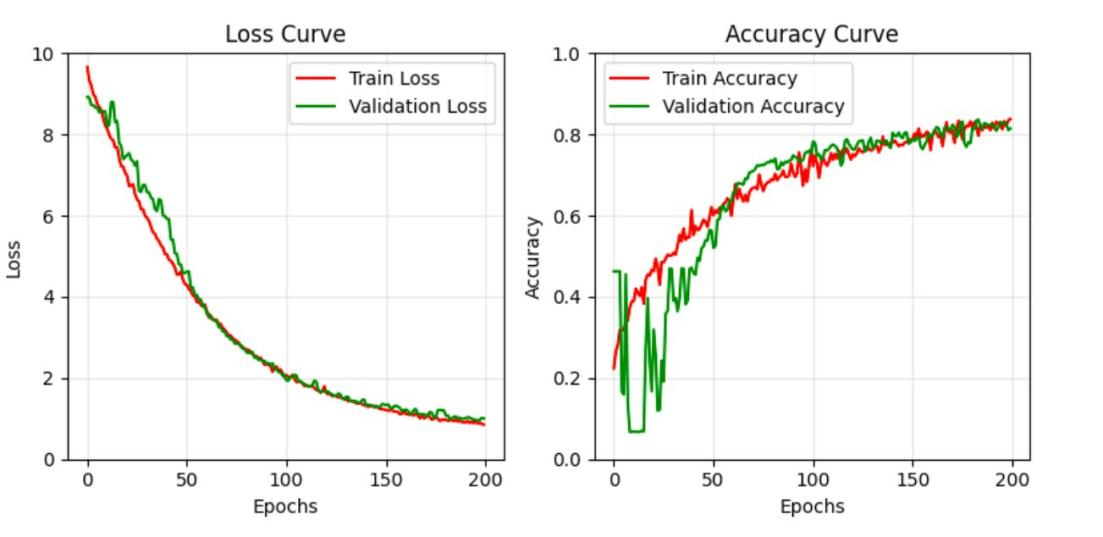 Loss Curve
10
8
6
4
2
0
Loss
Train Loss
Validation Loss
0 50 100 150 200
Epochs
Accuracy Curve
1.0
0.8
0.6
0.4
0.2
0.0
Accuracy
Train Accuracy
Validation Accuracy
0 50 100 150 200
Epochs